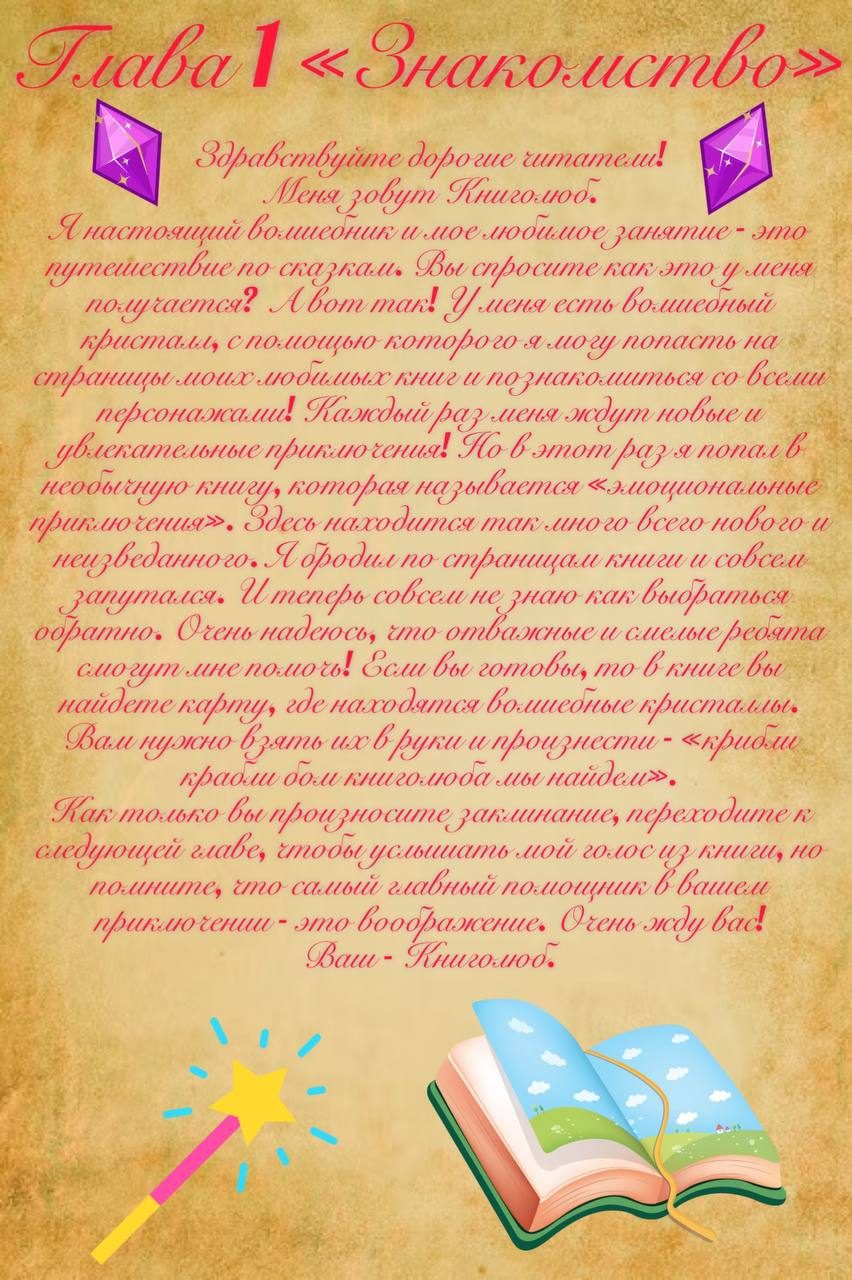 Глава 1 «Знакомство»
Здравствуйте дорогие читатели!
Меня зовут Книголюб.
Я настоящий волшебник и мое любимое занятие - это
путешествие по сказкам. Вы спросите как это у меня
получается? А вот так! У меня есть волшебный
кристалл, с помощью которого я могу попасть на
страницы моих любимых книг и познакомиться со всеми
персонажами! Каждый раз меня ждут новые и
увлекательные приключения! Но в этот раз я попал в
необычную книгу, которая называется «эмоциональные
приключения». Здесь находится так много всего нового и
неизведанного. Я бродил по страницам книги и совсем
запутался. И теперь совсем не знаю как выбраться
обратно. Очень надеюсь, что отважные и смелые ребята
смогут мне помочь! Если вы готовы, то в книге вы
найдете карту, где находятся волшебные кристаллы.
Вам нужно взять их в руки и произнести - «крибли
крабли бом книголюба мы найдем».
Как только вы произносите заклинание, переходите к
следующей главе, чтобы услышать мой голос из книги, но
помните, что самый главный помощник в вашем
приключении - это воображение. Очень жду вас!
Ваш - Книголюб.